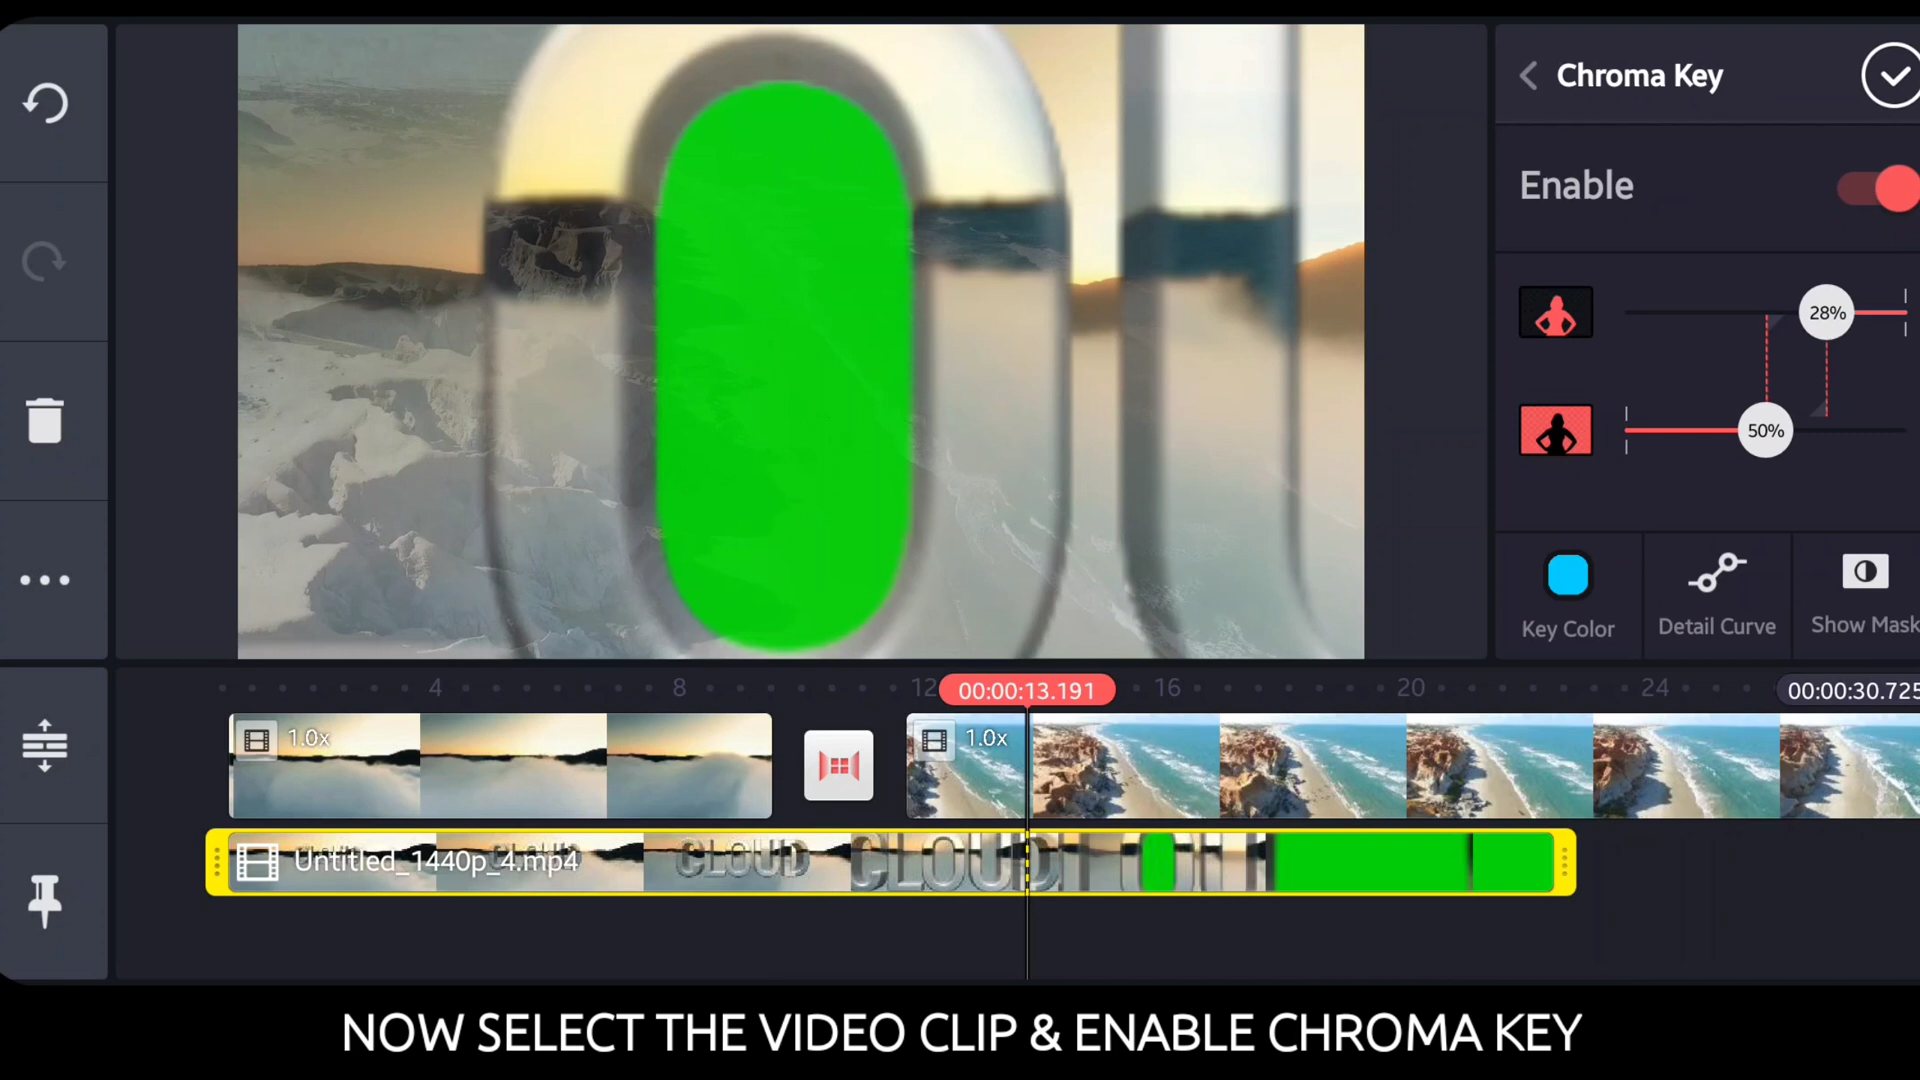 Chroma Key
Enable
28%
50%
Key Color
Detail Curve
Show Mask
4
8
12
00:00:13.191
16
20
24
00:00:30.725
1.0x
1.0x
Untitled_1440p_4.mp4
CLOUD
CLOUD
NOW SELECT THE VIDEO CLIP & ENABLE CHROMA KEY